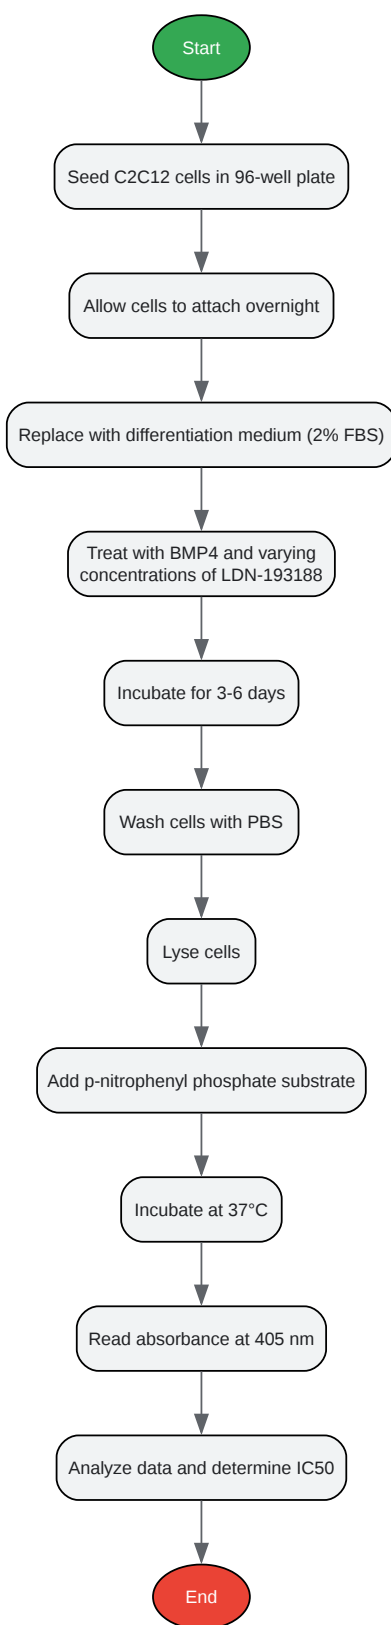 Start
Seed C2C12 cells in 96-well plate
Allow cells to attach overnight
Replace with differentiation medium (2% FBS)
Treat with BMP4 and varying
concentrations of LDN-193188
Incubate for 3-6 days
Wash cells with PBS
Lyse cells
Add p-nitrophenyl phosphate substrate
Incubate at 37°C
Read absorbance at 405 nm
Analyze data and determine IC50
End